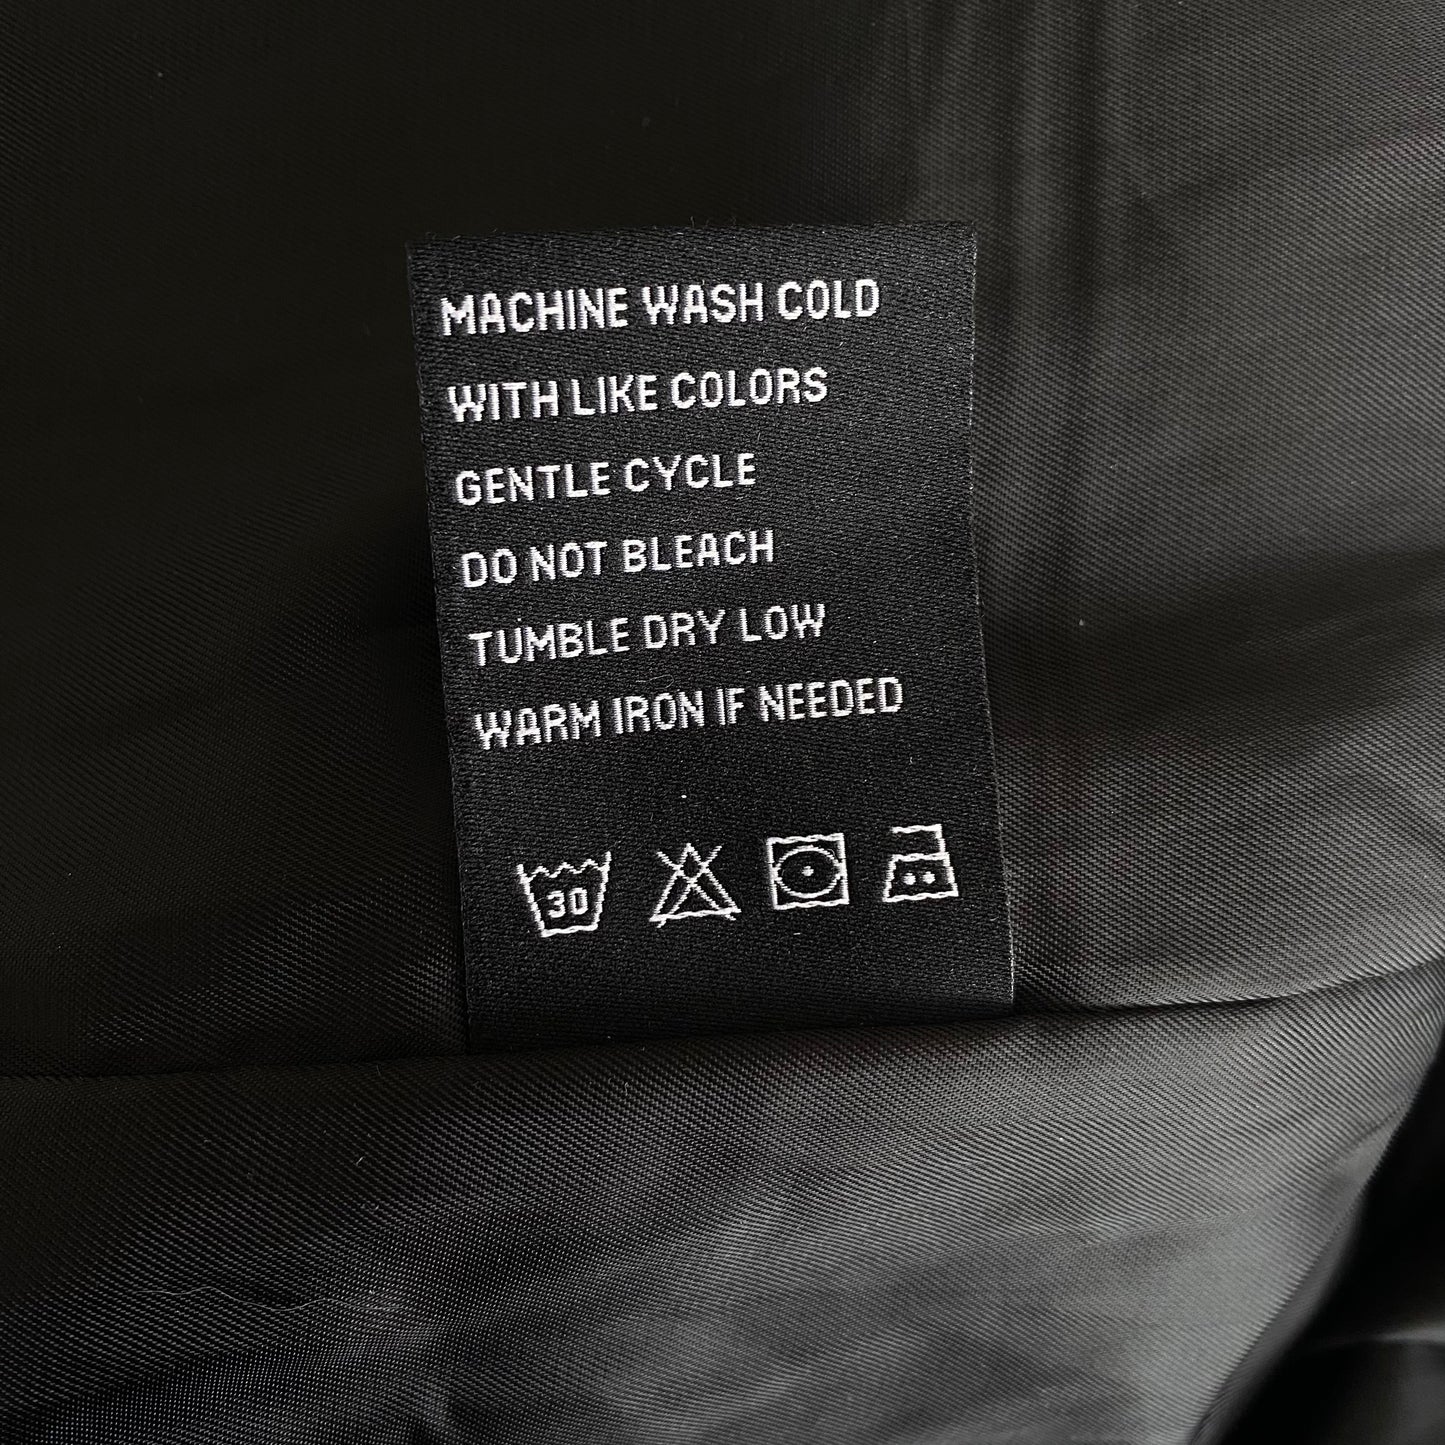 MACHINE WASH COLD
WITH LIKE COLORS
GENTLE CYCLE
DO NOT BLEACH
TUMBLE DRY LOW
WARM IRON IF NEEDED
30